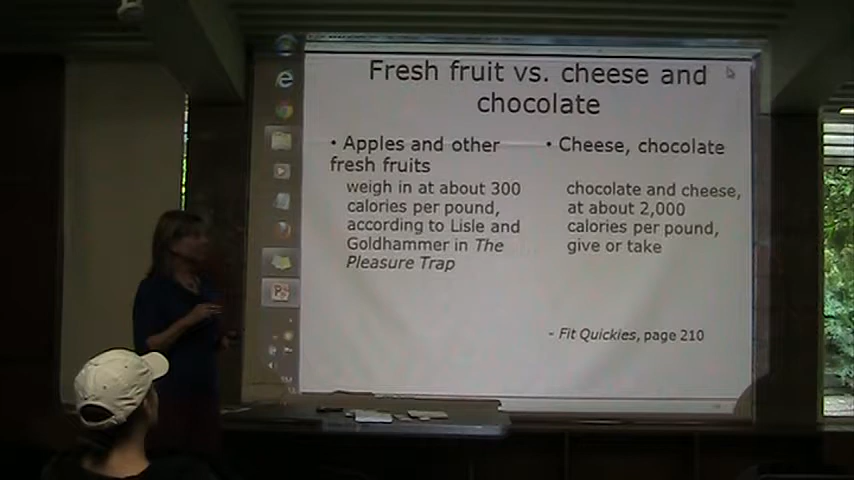 Fresh fruit vs. cheese and
chocolate
• Apples and other
fresh fruits
weigh in at about 300
calories per pound,
according to Lisle and
Goldhammer in The
Pleasure Trap
• Cheese, chocolate
chocolate and cheese,
at about 2,000
calories per pound,
give or take
- Fit Quickies, page 210